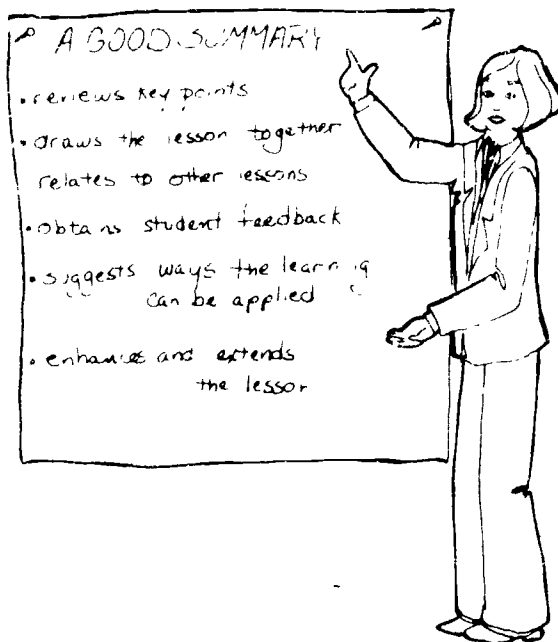 A GOOD SUMMARY
• reviews key points
• draws the lesson together
relates to other lessons
• obtains student feedback
• suggests ways the learning
can be applied
• enhances and extends
the lesson